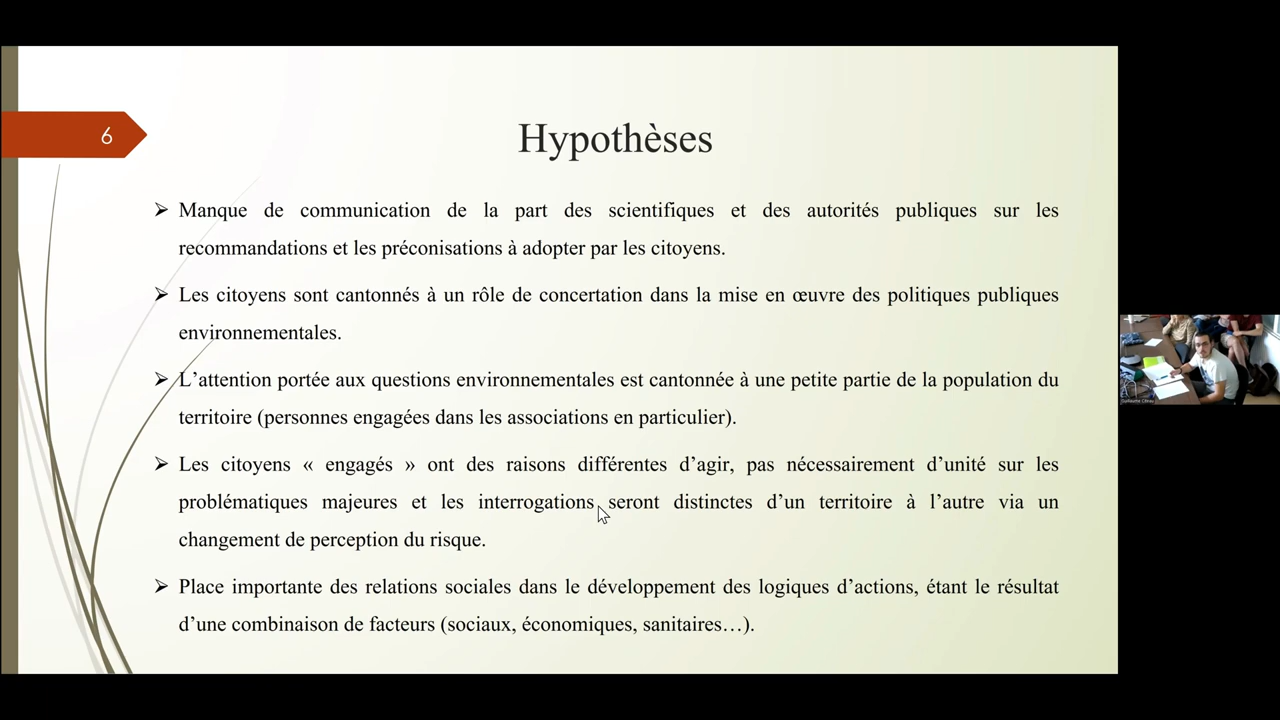 6
Hypothèses
➢ Manque de communication de la part des scientifiques et des autorités publiques sur les
recommandations et les préconisations à adopter par les citoyens.
➢ Les citoyens sont cantonnés à un rôle de concertation dans la mise en œuvre des politiques publiques
environnementales.
➢ L’attention portée aux questions environnementales est cantonnée à une petite partie de la population du
territoire (personnes engagées dans les associations en particulier).
➢ Les citoyens « engagés » ont des raisons différentes d’agir, pas nécessairement d’unité sur les
problématiques majeures et les interrogations seront distinctes d’un territoire à l’autre via un
changement de perception du risque.
➢ Place importante des relations sociales dans le développement des logiques d’actions, étant le résultat
d’une combinaison de facteurs (sociaux, économiques, sanitaires…).
Guillaume